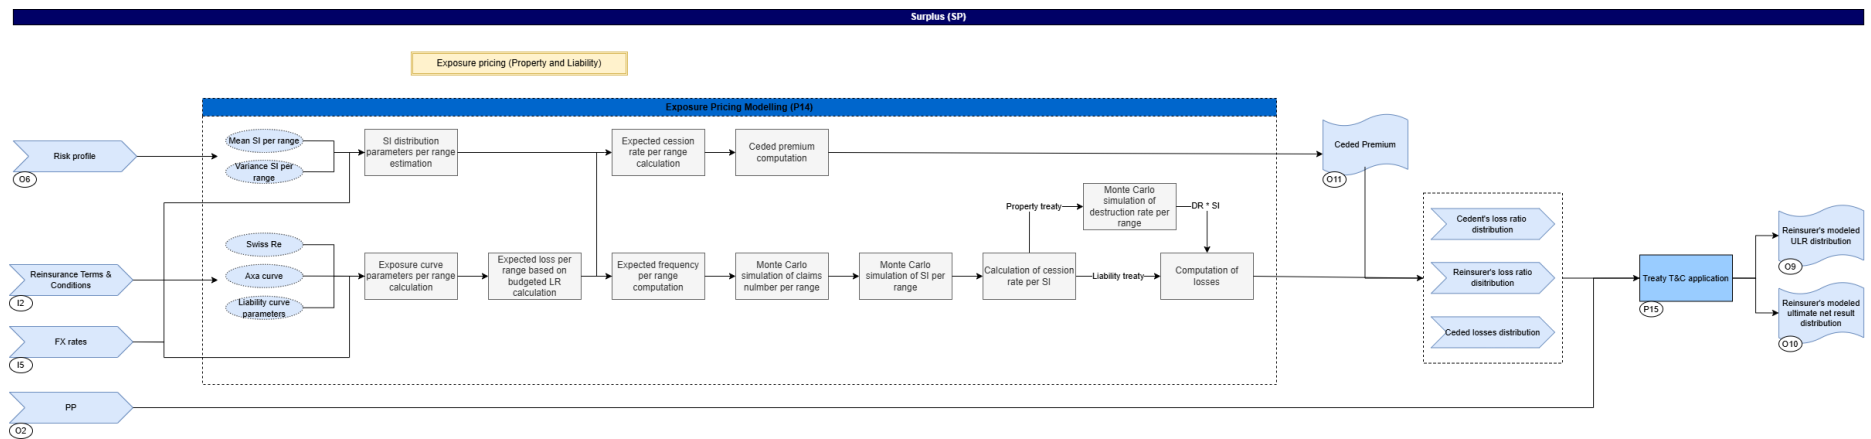 Surplus (SP)
Exposure pricing (Property and Liability)
Exposure Pricing Modelling (P14)
Risk profile
O6
Mean SI per range
Variance SI per
range
SI distribution
parameters per range
estimation
Expected cession
rate per range
calculation
Ceded premium
computation
Ceded Premium
O11
Reinsurance Terms &
Conditions
I2
FX rates
I5
PP
O2
Swiss Re
Axa curve
Liability curve
parameters
Exposure curve
parameters per range
calculation
Expected loss per
range based on
budgeted LR
calculation
Expected frequency
per range
computation
Monte Carlo
simulation of claims
nulmber per range
Monte Carlo
simulation of SI per
range
Calculation of cession
rate per SI
Property treaty
Monte Carlo
simulation of
destruction rate per
range
DR * SI
Liability treaty
Computation of
losses
Cedent's loss ratio
distribution
Reinsurer's loss ratio
distribution
Ceded losses distribution
Treaty T&C application
P15
Reinsurer's modeled
ULR distribution
O9
Reinsurer's modeled
ultimate net result
distribution
O10